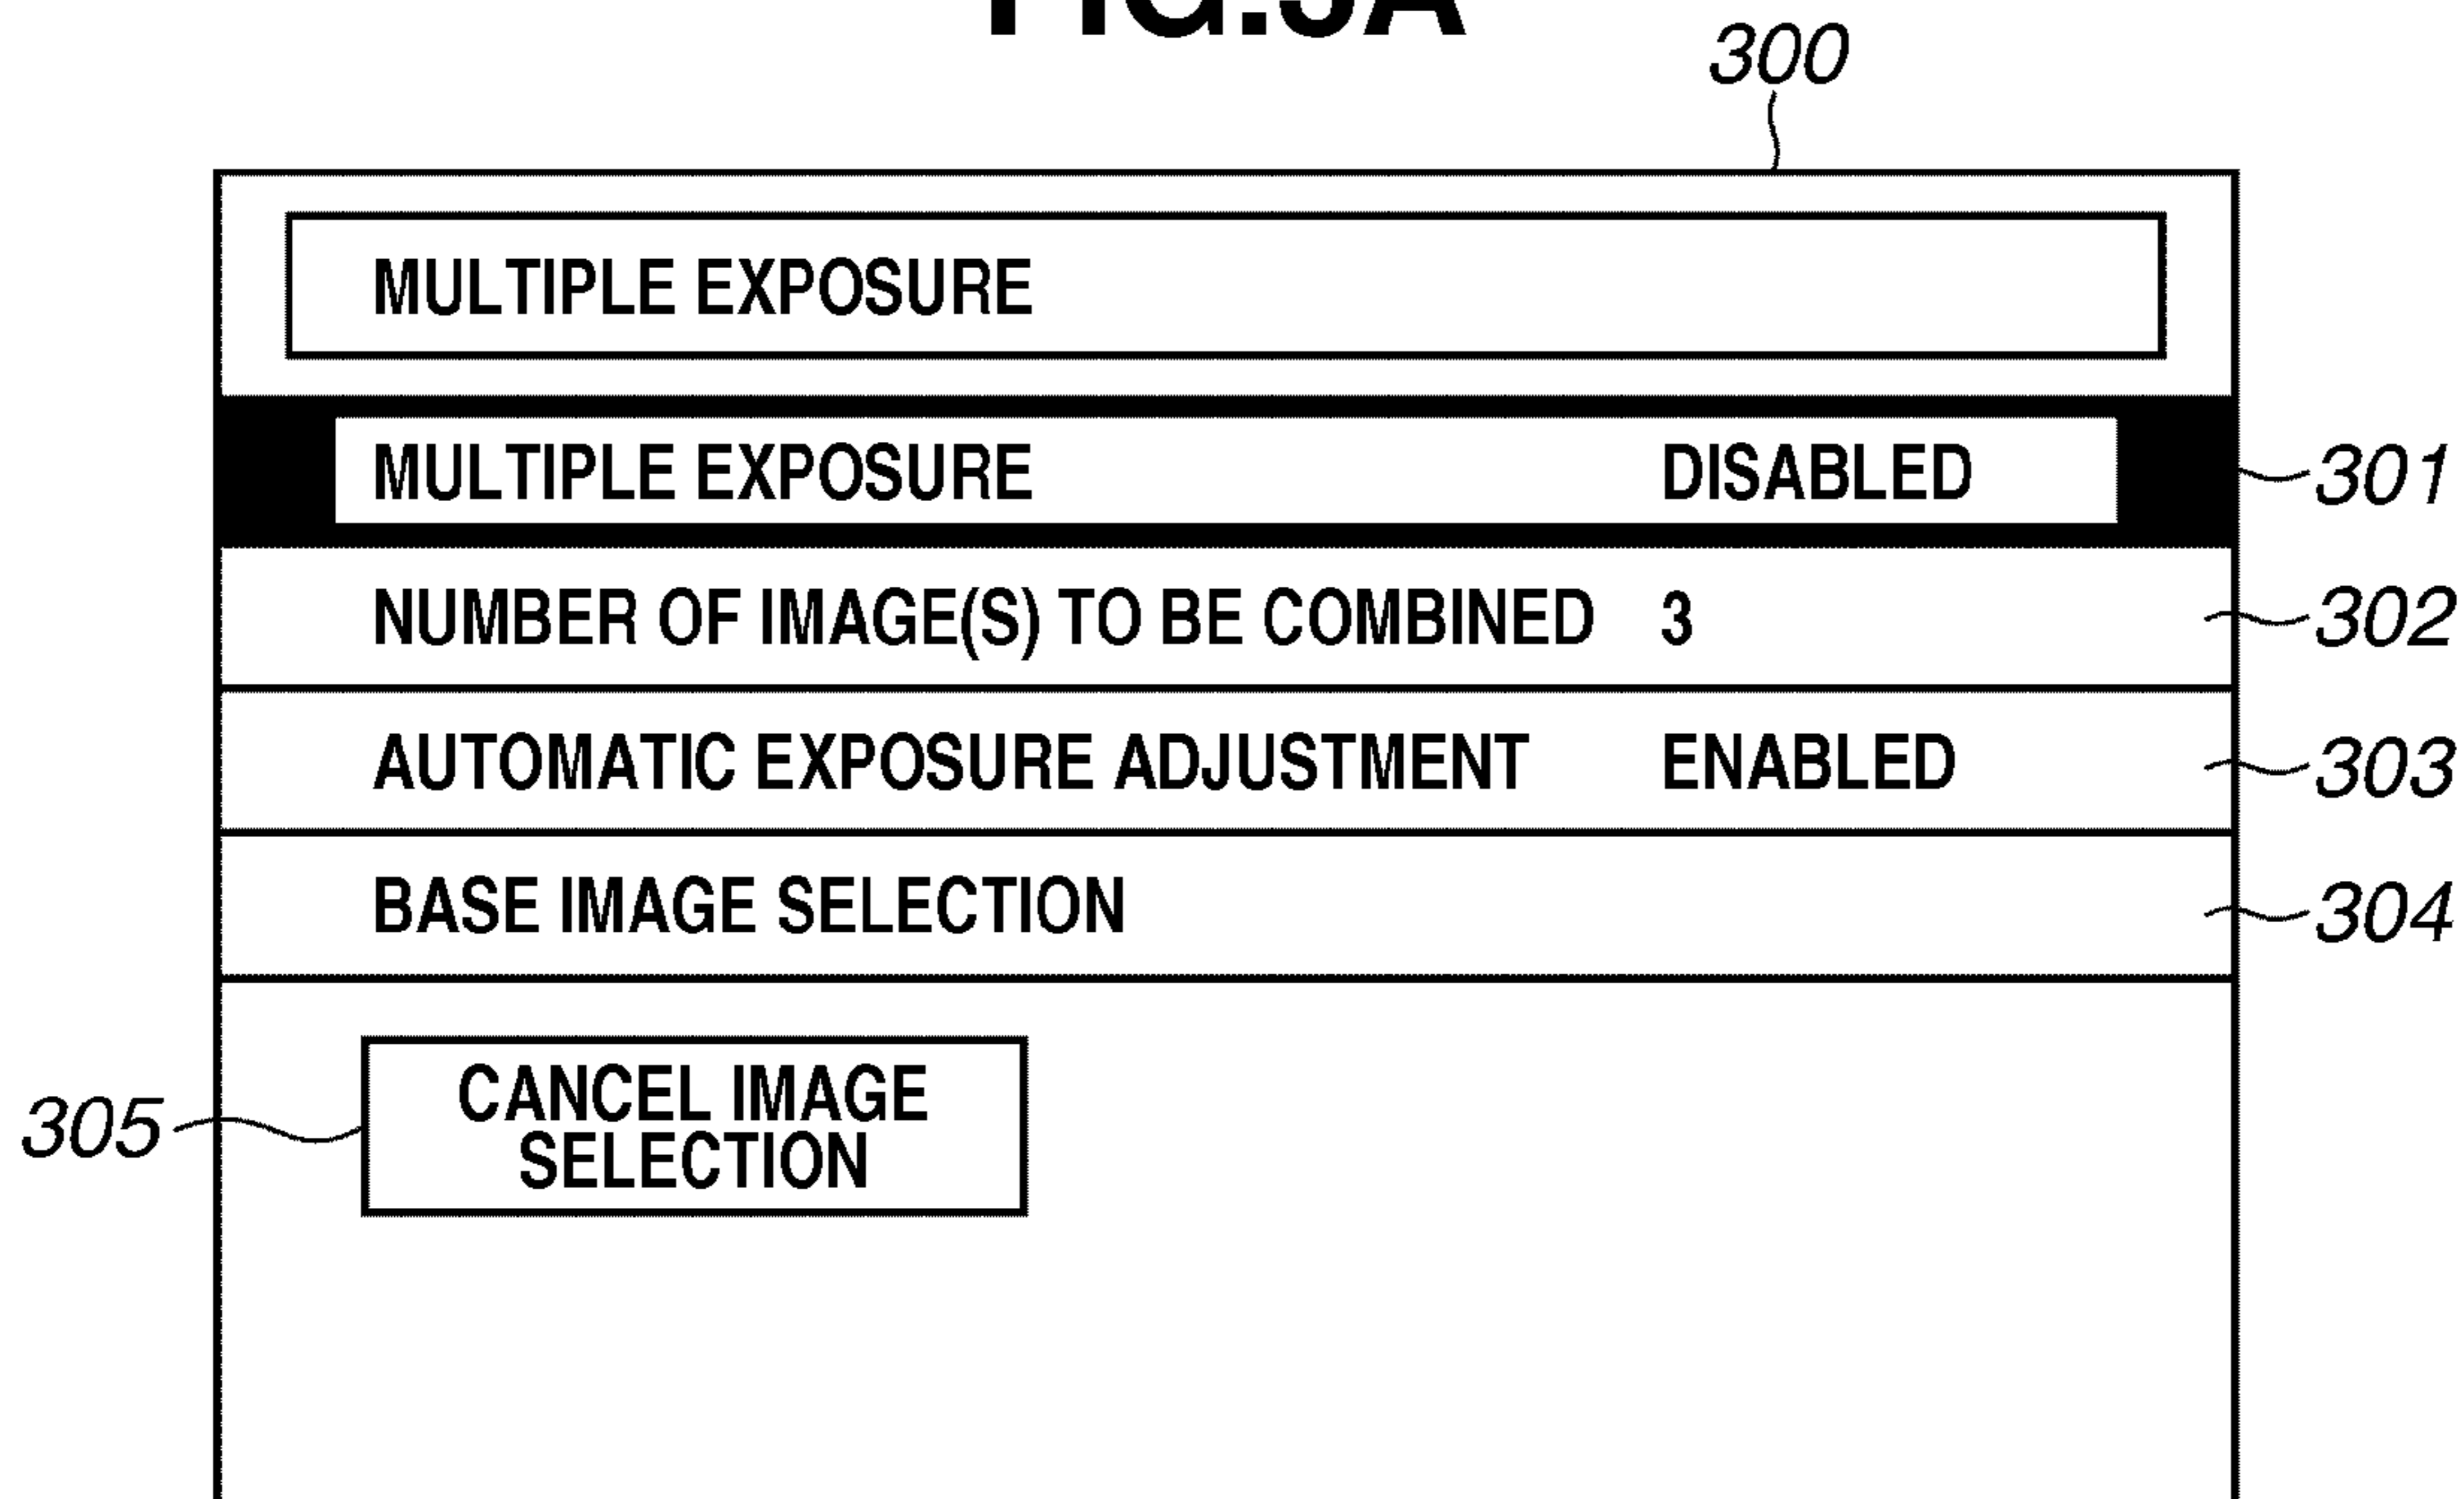 300
MULTIPLE EXPOSURE
MULTIPLE EXPOSURE DISABLED 301
NUMBER OF IMAGE(S) TO BE COMBINED 3 302
AUTOMATIC EXPOSURE ADJUSTMENT ENABLED 303
BASE IMAGE SELECTION 304
305 CANCEL IMAGE
SELECTION